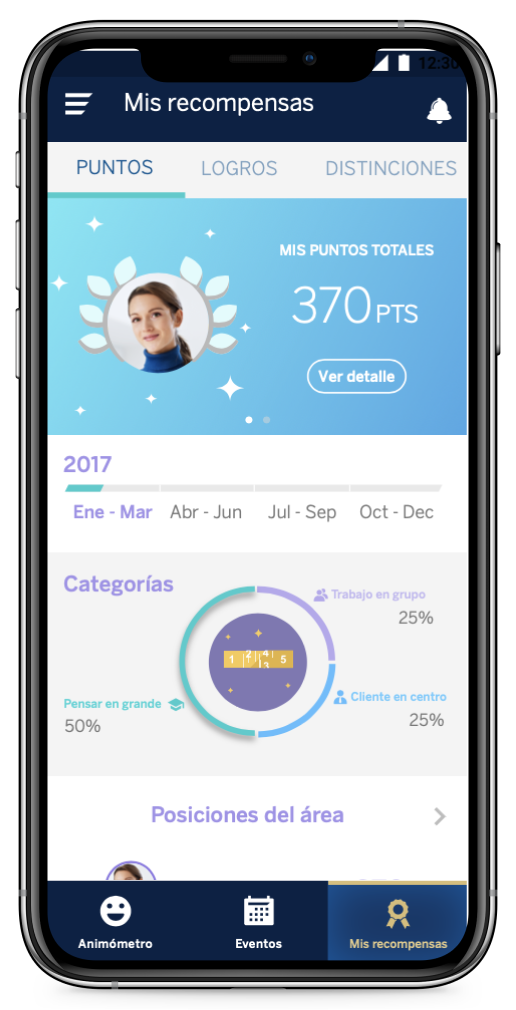 12:30
Mis recompensas
PUNTOS LOGROS DISTINCIONES
MIS PUNTOS TOTALES
370 PTS
Ver detalle
2017
Ene - Mar Abr - Jun Jul - Sep Oct - Dec
Categorías
Trabajo en grupo
25%
1 2 3 4 5
Pensar en grande
50%
Cliente en centro
25%
Posiciones del área
Animómetro Eventos Mis recompensas